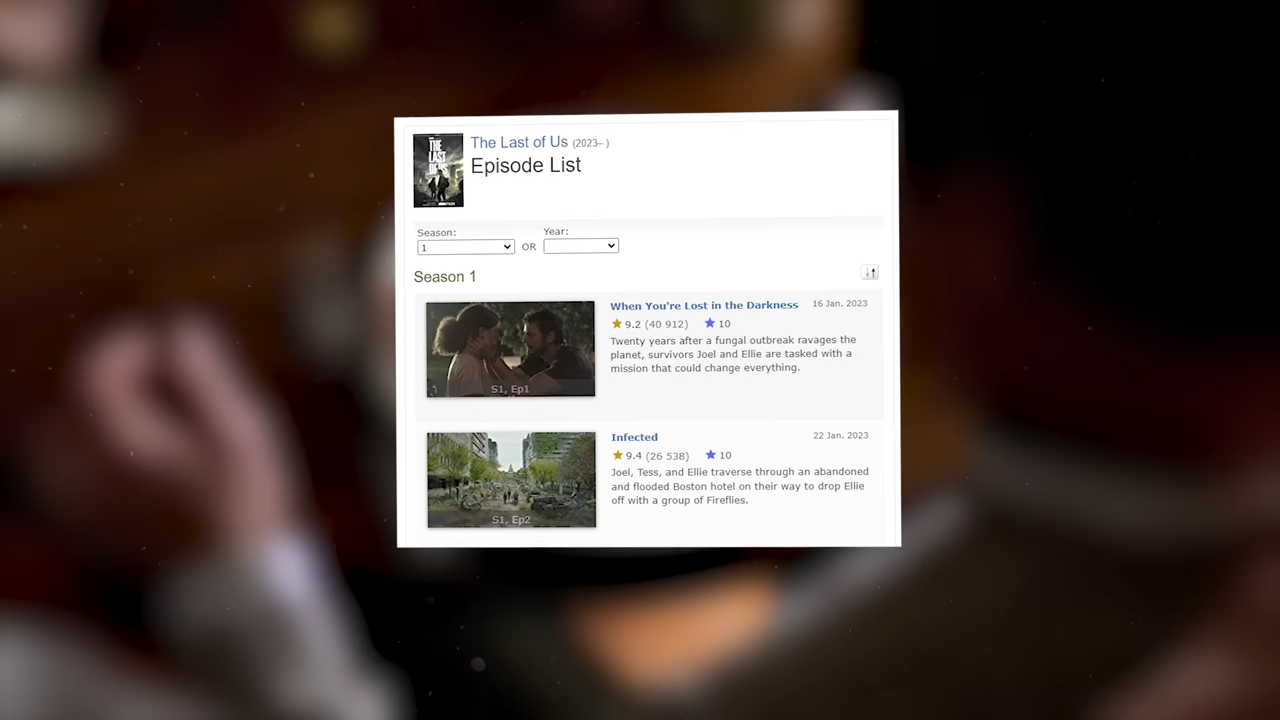 THE
LAST
OF US
The Last of Us (2023– )
Episode List
Season:
Year:
1
OR
Season 1
When You're Lost in the Darkness
16 Jan. 2023
9.2 (40 912)
10
Twenty years after a fungal outbreak ravages the
planet, survivors Joel and Ellie are tasked with a
mission that could change everything.
S1, Ep1
Infected
22 Jan. 2023
9.4 (26 538)
10
Joel, Tess, and Ellie traverse through an abandoned
and flooded Boston hotel on their way to drop Ellie
off with a group of Fireflies.
S1, Ep2